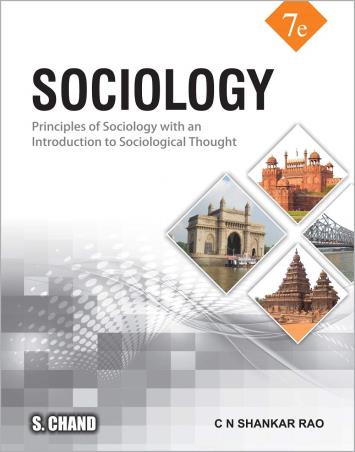 7e
SOCIOLOGY
Principles of Sociology with an
Introduction to Sociological Thought
S. CHAND
C N SHANKAR RAO